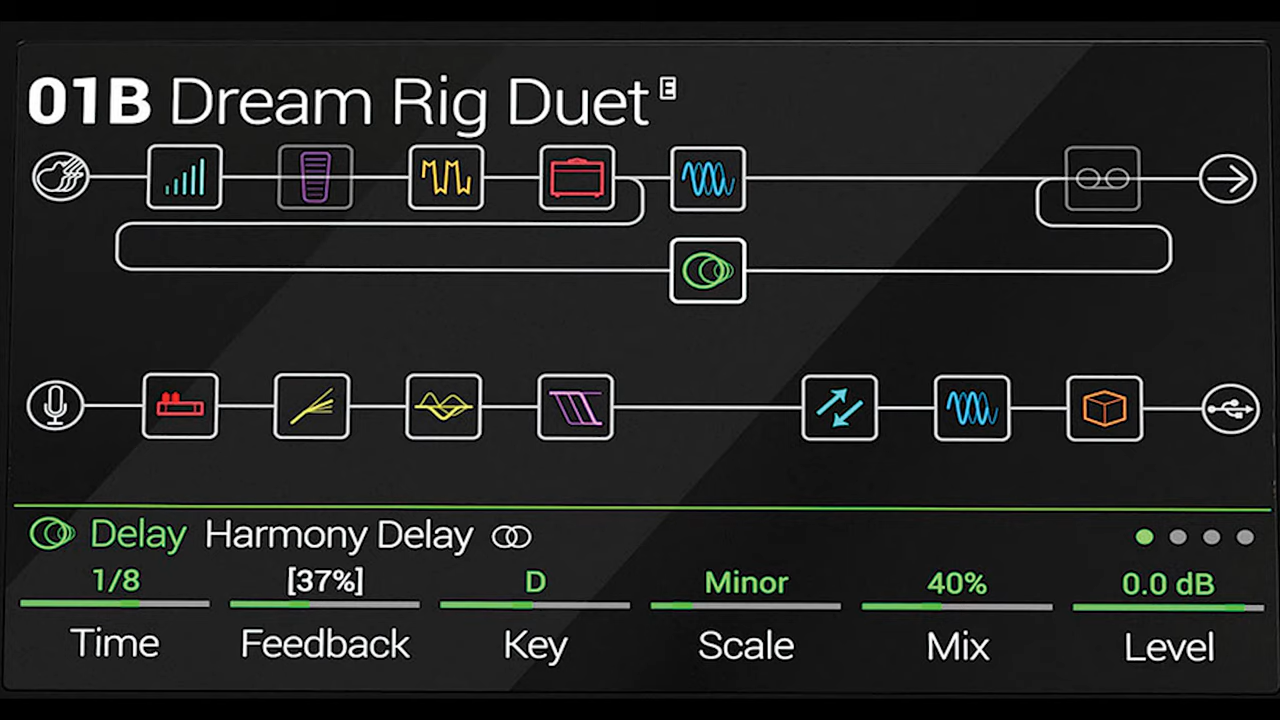 01B Dream Rig Duet E
Delay Harmony Delay
1/8 [37%] D Minor 40% 0.0 dB
Time Feedback Key Scale Mix Level